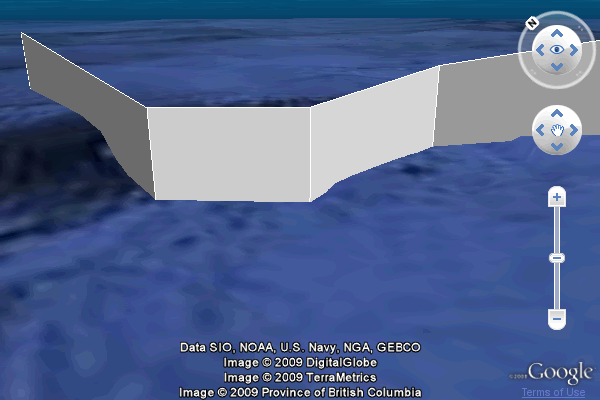 N
Data SIO, NOAA, U.S. Navy, NGA, GEBCO
Image © 2009 DigitalGlobe
Image © 2009 TerraMetrics
Image © 2009 Province of British Columbia
©2009 Google
Terms of Use